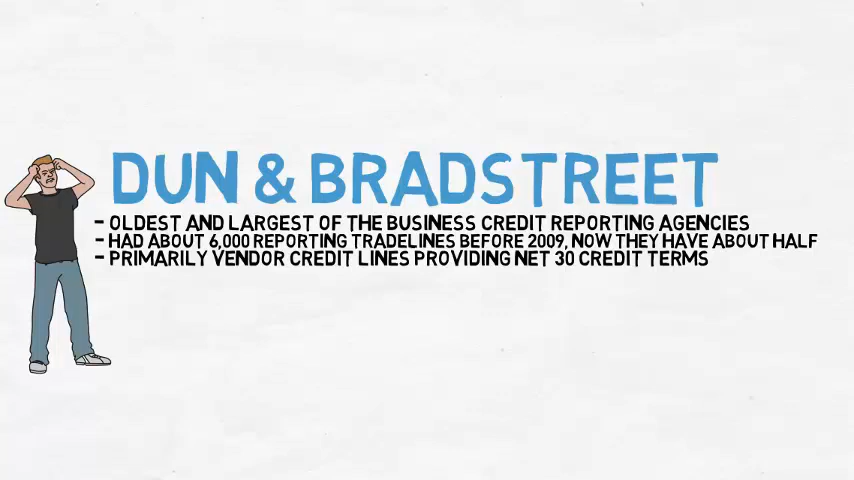 DUN & BRADSTREET
- OLDEST AND LARGEST OF THE BUSINESS CREDIT REPORTING AGENCIES
- HAD ABOUT 6,000 REPORTING TRADELINES BEFORE 2009, NOW THEY HAVE ABOUT HALF
- PRIMARILY VENDOR CREDIT LINES PROVIDING NET 30 CREDIT TERMS